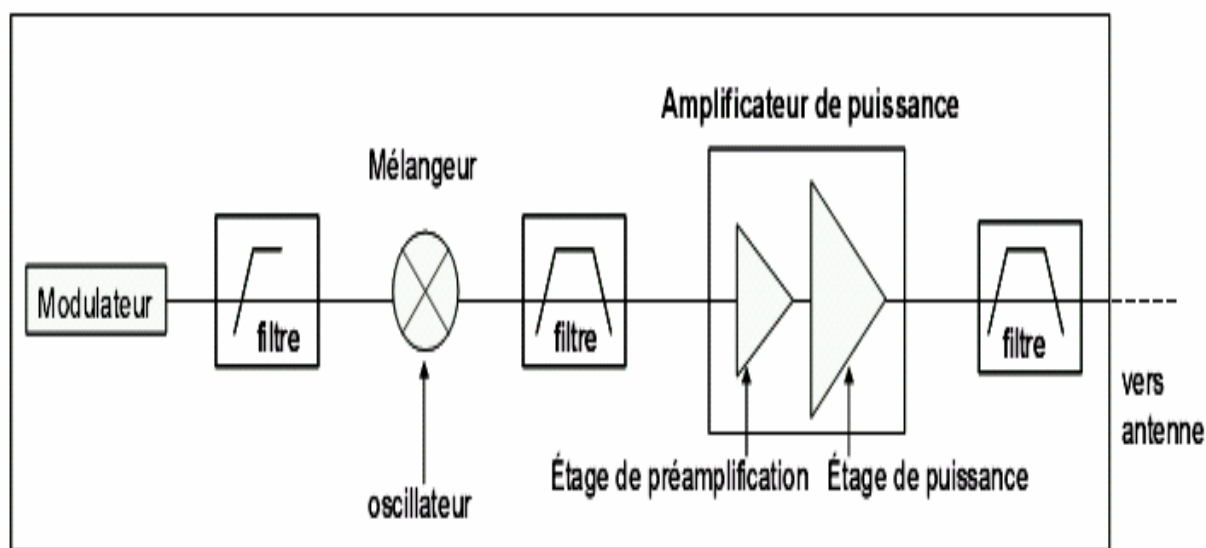 Amplificateur de puissance
Mélangeur
Modulateur
filtre
filtre
filtre
vers
antenne
Étage de préamplification
Étage de puissance
oscillateur